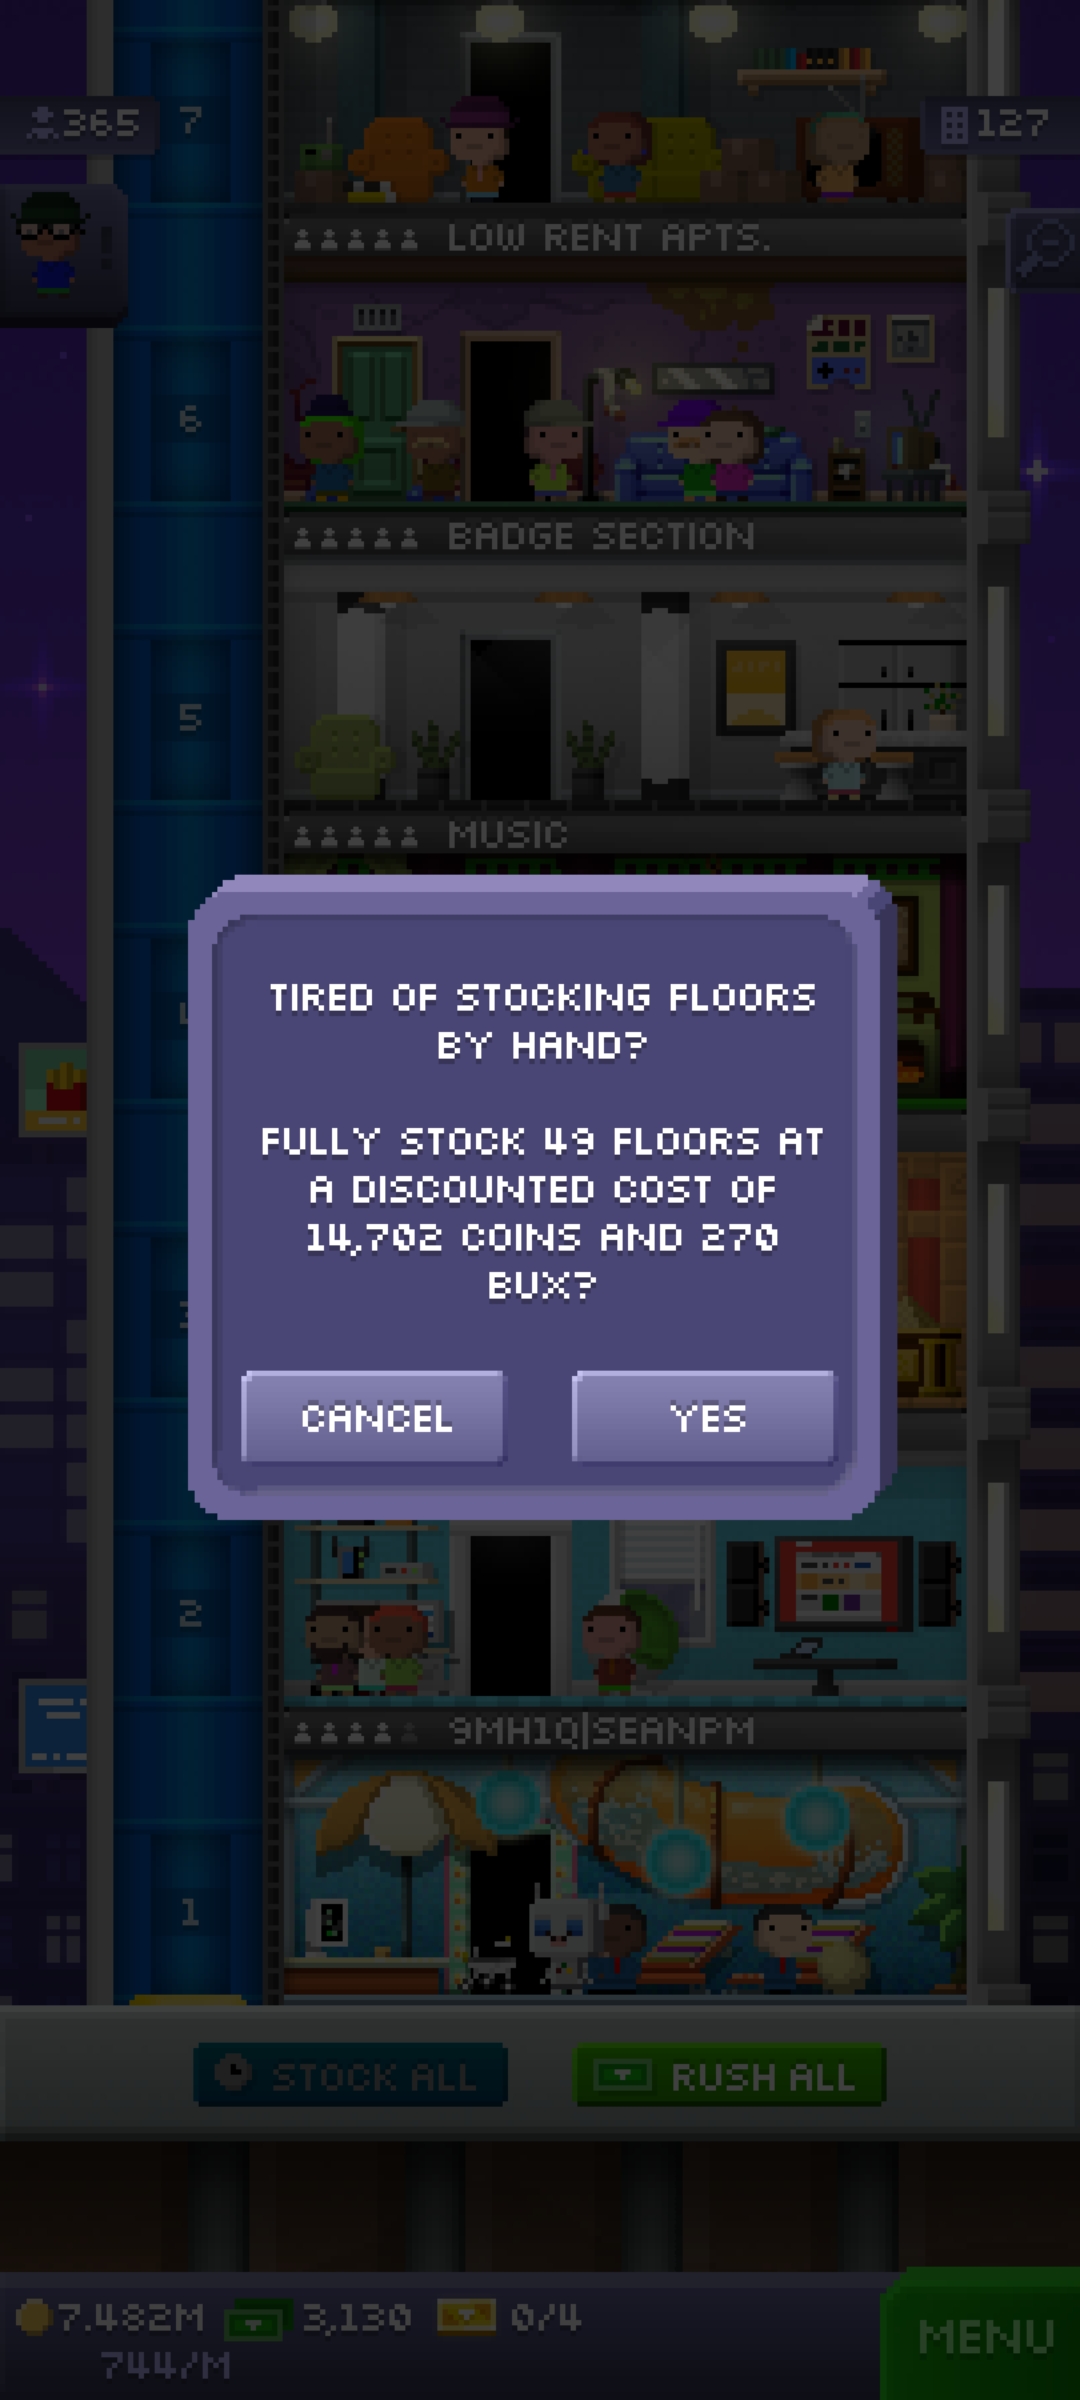 365
7
127
LOW RENT APTS.
6
BADGE SECTION
5
MUSIC
TIRED OF STOCKING FLOORS
BY HAND?
FULLY STOCK 49 FLOORS AT
A DISCOUNTED COST OF
14,702 COINS AND 270
BUX?
CANCEL
YES
2
9MH1Q|SEANPM
1
STOCK ALL
RUSH ALL
7.482M
3,130
0/4
744/M
MENU